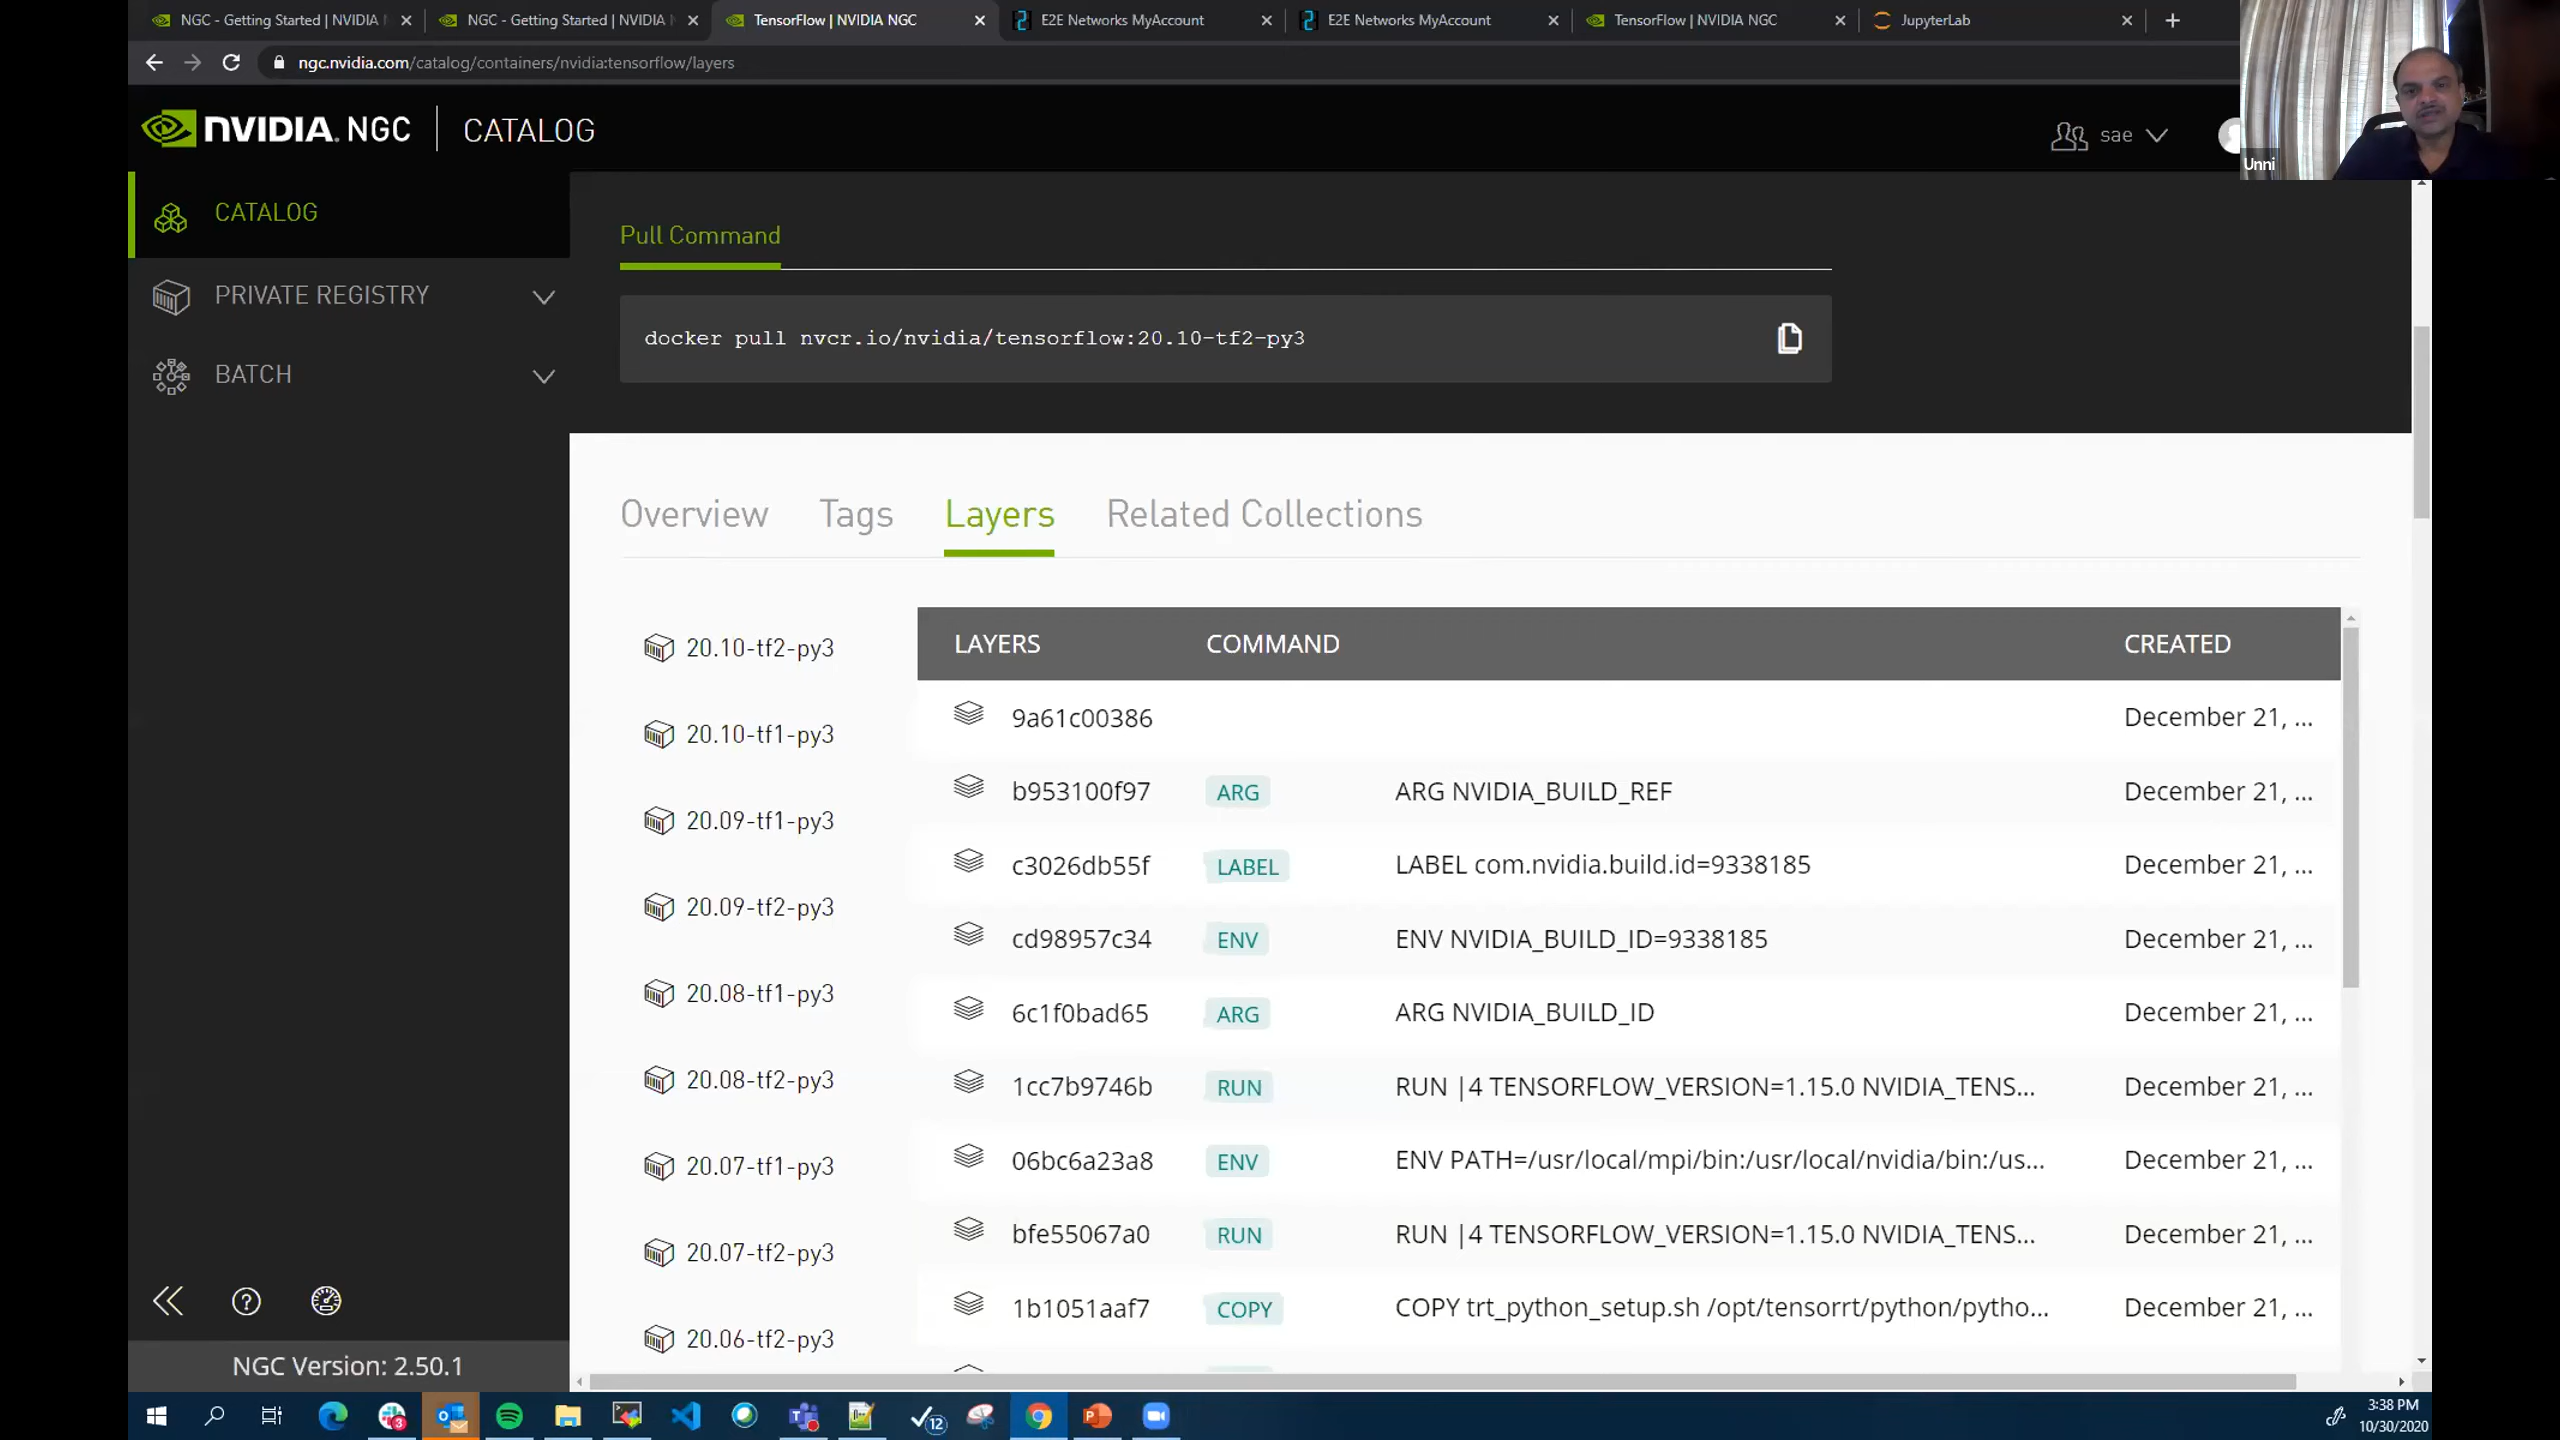 NGC - Getting Started | NVIDIA
NGC - Getting Started | NVIDIA
TensorFlow | NVIDIA NGC
E2E Networks MyAccount
E2E Networks MyAccount
TensorFlow | NVIDIA NGC
JupyterLab
ngc.nvidia.com/catalog/containers/nvidia:tensorflow/layers
NVIDIA. NGC | CATALOG
sae
Unni
CATALOG
PRIVATE REGISTRY
BATCH
Pull Command
docker pull nvcr.io/nvidia/tensorflow:20.10-tf2-py3
Overview
Tags
Layers
Related Collections
20.10-tf2-py3
20.10-tf1-py3
20.09-tf1-py3
20.09-tf2-py3
20.08-tf1-py3
20.08-tf2-py3
20.07-tf1-py3
20.07-tf2-py3
20.06-tf2-py3
LAYERS COMMAND CREATED
9a61c00386 December 21, ...
b953100f97 ARG ARG NVIDIA_BUILD_REF December 21, ...
c3026db55f LABEL LABEL com.nvidia.build.id=9338185 December 21, ...
cd98957c34 ENV ENV NVIDIA_BUILD_ID=9338185 December 21, ...
6c1f0bad65 ARG ARG NVIDIA_BUILD_ID December 21, ...
1cc7b9746b RUN RUN |4 TENSORFLOW_VERSION=1.15.0 NVIDIA_TENS... December 21, ...
06bc6a23a8 ENV ENV PATH=/usr/local/mpi/bin:/usr/local/nvidia/bin:/us... December 21, ...
bfe55067a0 RUN RUN |4 TENSORFLOW_VERSION=1.15.0 NVIDIA_TENS... December 21, ...
1b1051aaf7 COPY COPY trt_python_setup.sh /opt/tensorrt/python/pytho... December 21, ...
NGC Version: 2.50.1
3
12
3:38 PM
10/30/2020